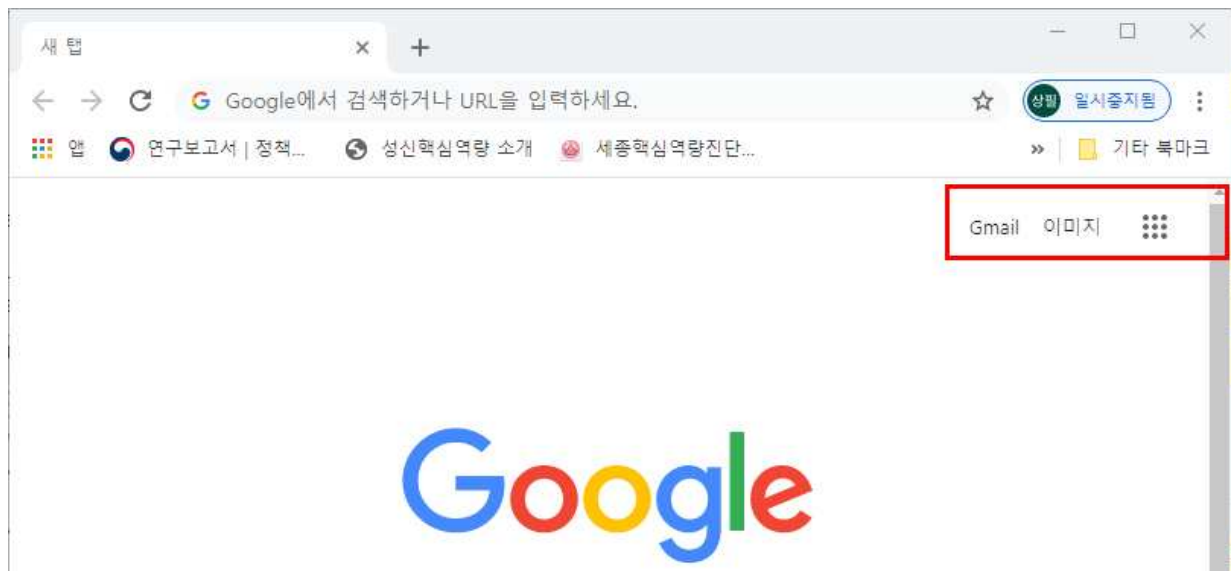 새 탭
Google에서 검색하거나 URL을 입력하세요.
상필 일시중지됨
앱 연구보고서 | 정책... 성신핵심역량 소개 세종핵심역량진단... » 기타 북마크
Gmail 이미지
Google